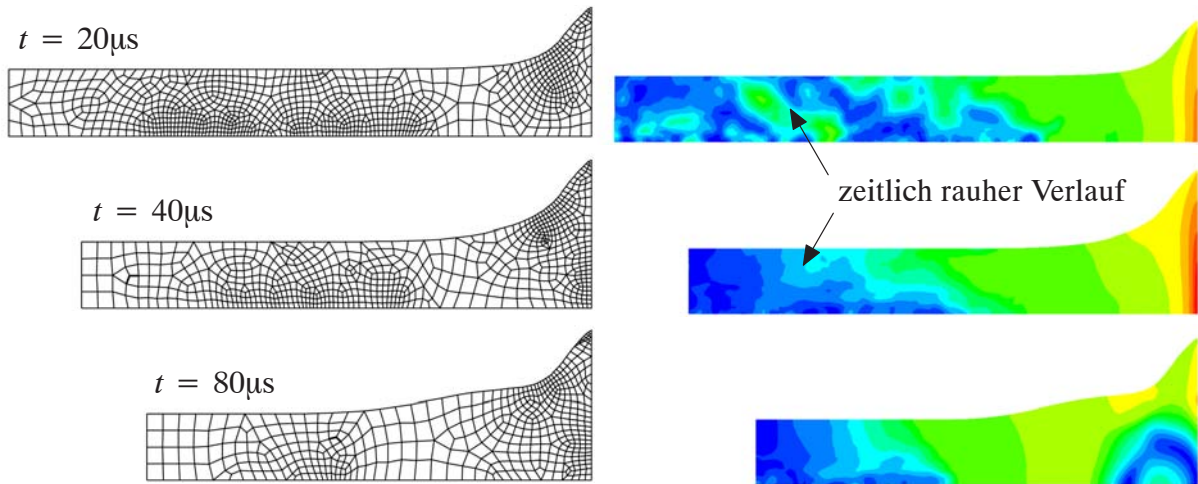 t = 20µs
zeitlich rauher Verlauf
t = 40µs
t = 80µs